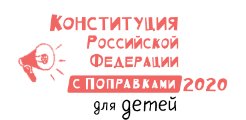 Конституция
Российской
Федерации
с Поправками 2020
для детей